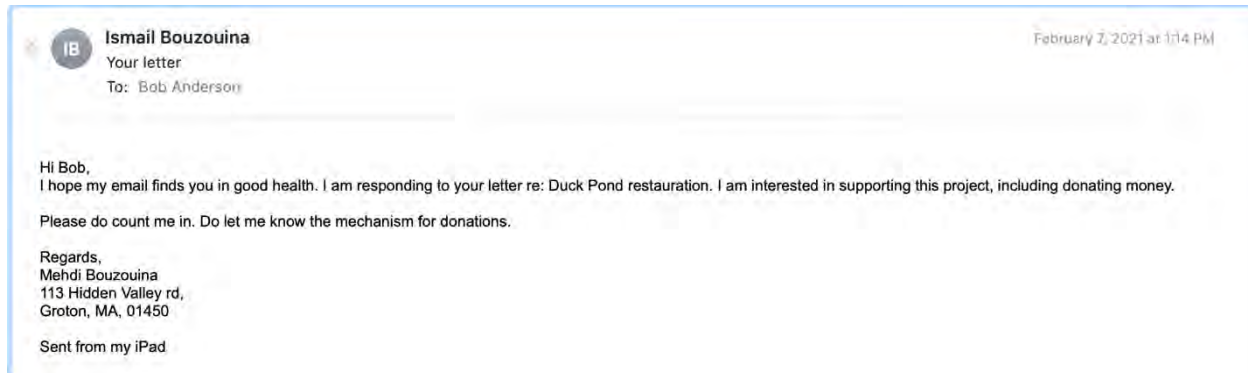 IB
Ismail Bouzouina
February 7, 2021 at 1:14 PM
Your letter
To: Bob Anderson
Hi Bob,
I hope my email finds you in good health. I am responding to your letter re: Duck Pond restauration. I am interested in supporting this project, including donating money.
Please do count me in. Do let me know the mechanism for donations.
Regards,
Mehdi Bouzouina
113 Hidden Valley rd,
Groton, MA, 01450
Sent from my iPad